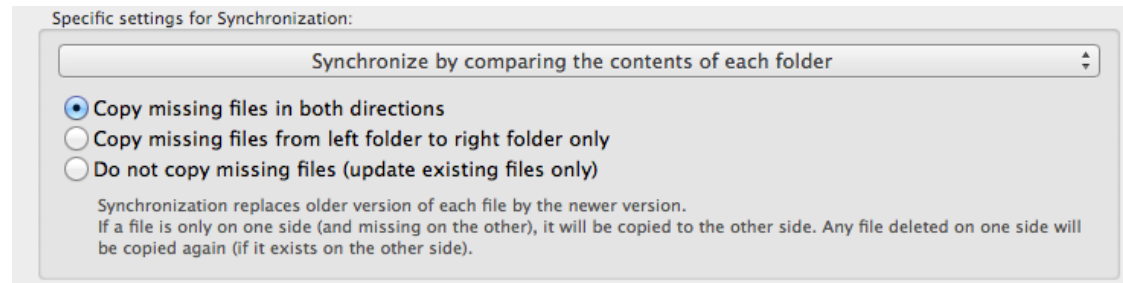 Specific settings for Synchronization:
Synchronize by comparing the contents of each folder
Copy missing files in both directions
Copy missing files from left folder to right folder only
Do not copy missing files (update existing files only)
Synchronization replaces older version of each file by the newer version.
If a file is only on one side (and missing on the other), it will be copied to the other side. Any file deleted on one side will
be copied again (if it exists on the other side).